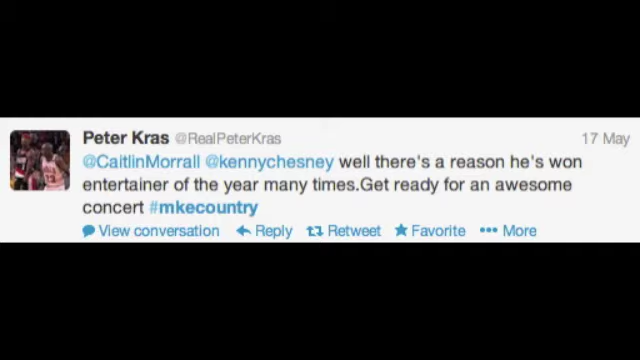 Peter Kras @RealPeterKras 17 May
@CaitlinMorrall @kennychesney well there's a reason he's won
entertainer of the year many times.Get ready for an awesome
concert #mkecountry
View conversation Reply Retweet Favorite More